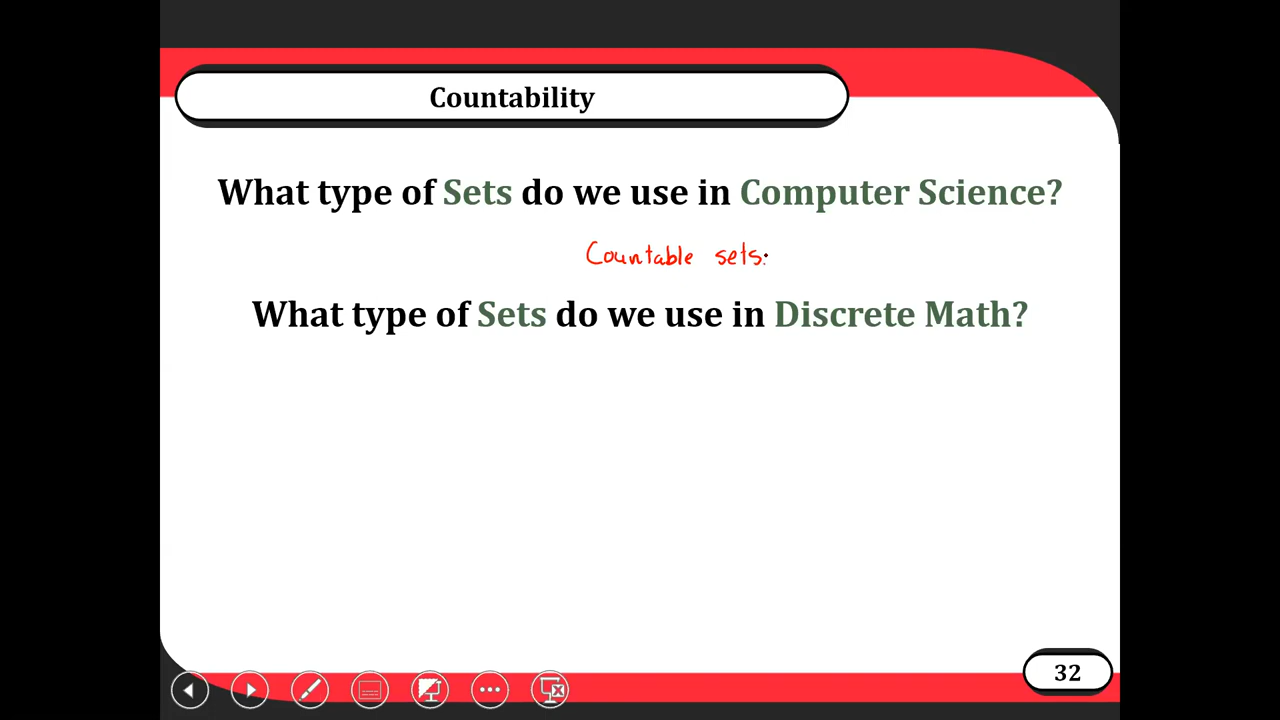 Countability
What type of Sets do we use in Computer Science?
Countable sets.
What type of Sets do we use in Discrete Math?
32